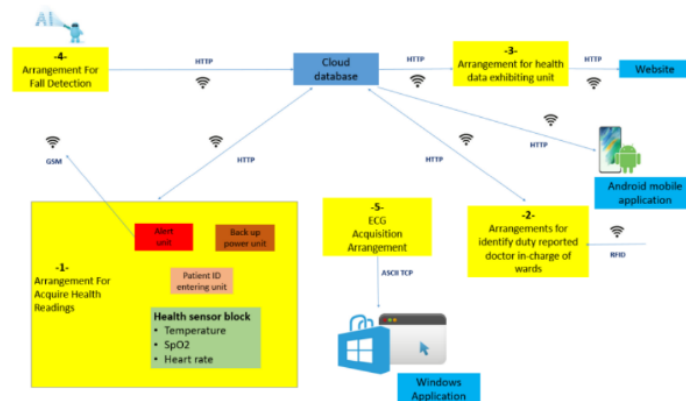 AI
-4-
Arrangement For
Fall Detection
HTTP
Cloud
database
HTTP
-3-
Arrangement for health
data exhibiting unit
HTTP
Website
GSM
HTTP
HTTP
HTTP
Android mobile
application
-1-
Arrangement For
Acquire Health
Readings
Alert
unit
Back up
power unit
Patient ID
entering unit
Health sensor block
• Temperature
• SpO2
• Heart rate
-5-
ECG
Acquisition
Arrangement
ASCII TCP
Windows
Application
-2-
Arrangements for
identify duty reported
doctor in-charge of
wards
RFID